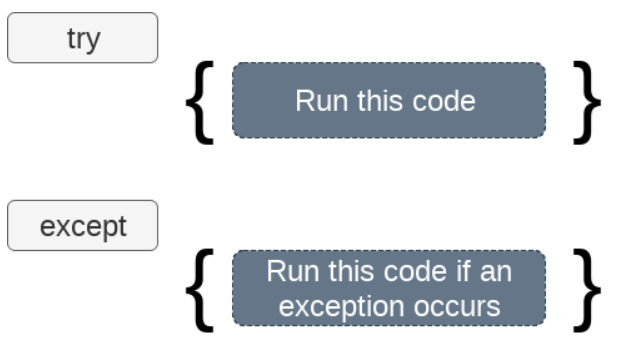 try
{ Run this code }
except
{ Run this code if an
exception occurs }